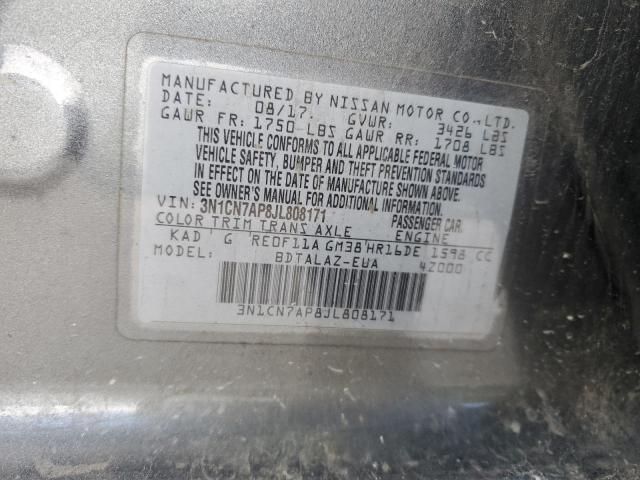 MANUFACTURED BY NISSAN MOTOR CO.,LTD.
DATE: 08/17. GVWR: 3426 LBS
GAWR FR: 1750 LBS GAWR RR: 1708 LBS
THIS VEHICLE CONFORMS TO ALL APPLICABLE FEDERAL MOTOR
VEHICLE SAFETY, BUMPER AND THEFT PREVENTION STANDARDS
IN EFFECT ON THE DATE OF MANUFACTURE SHOWN ABOVE.
SEE OWNER'S MANUAL FOR ADDITIONAL INFORMATION
VIN: 3N1CN7AP8JL808171 PASSENGER CAR.
COLOR TRIM TRANS AXLE ENGINE
KAD G RE0F11A GM38 HR16DE 1598 CC
MODEL: BDTALAZ-EUA 42000
3N1CN7AP8JL808171